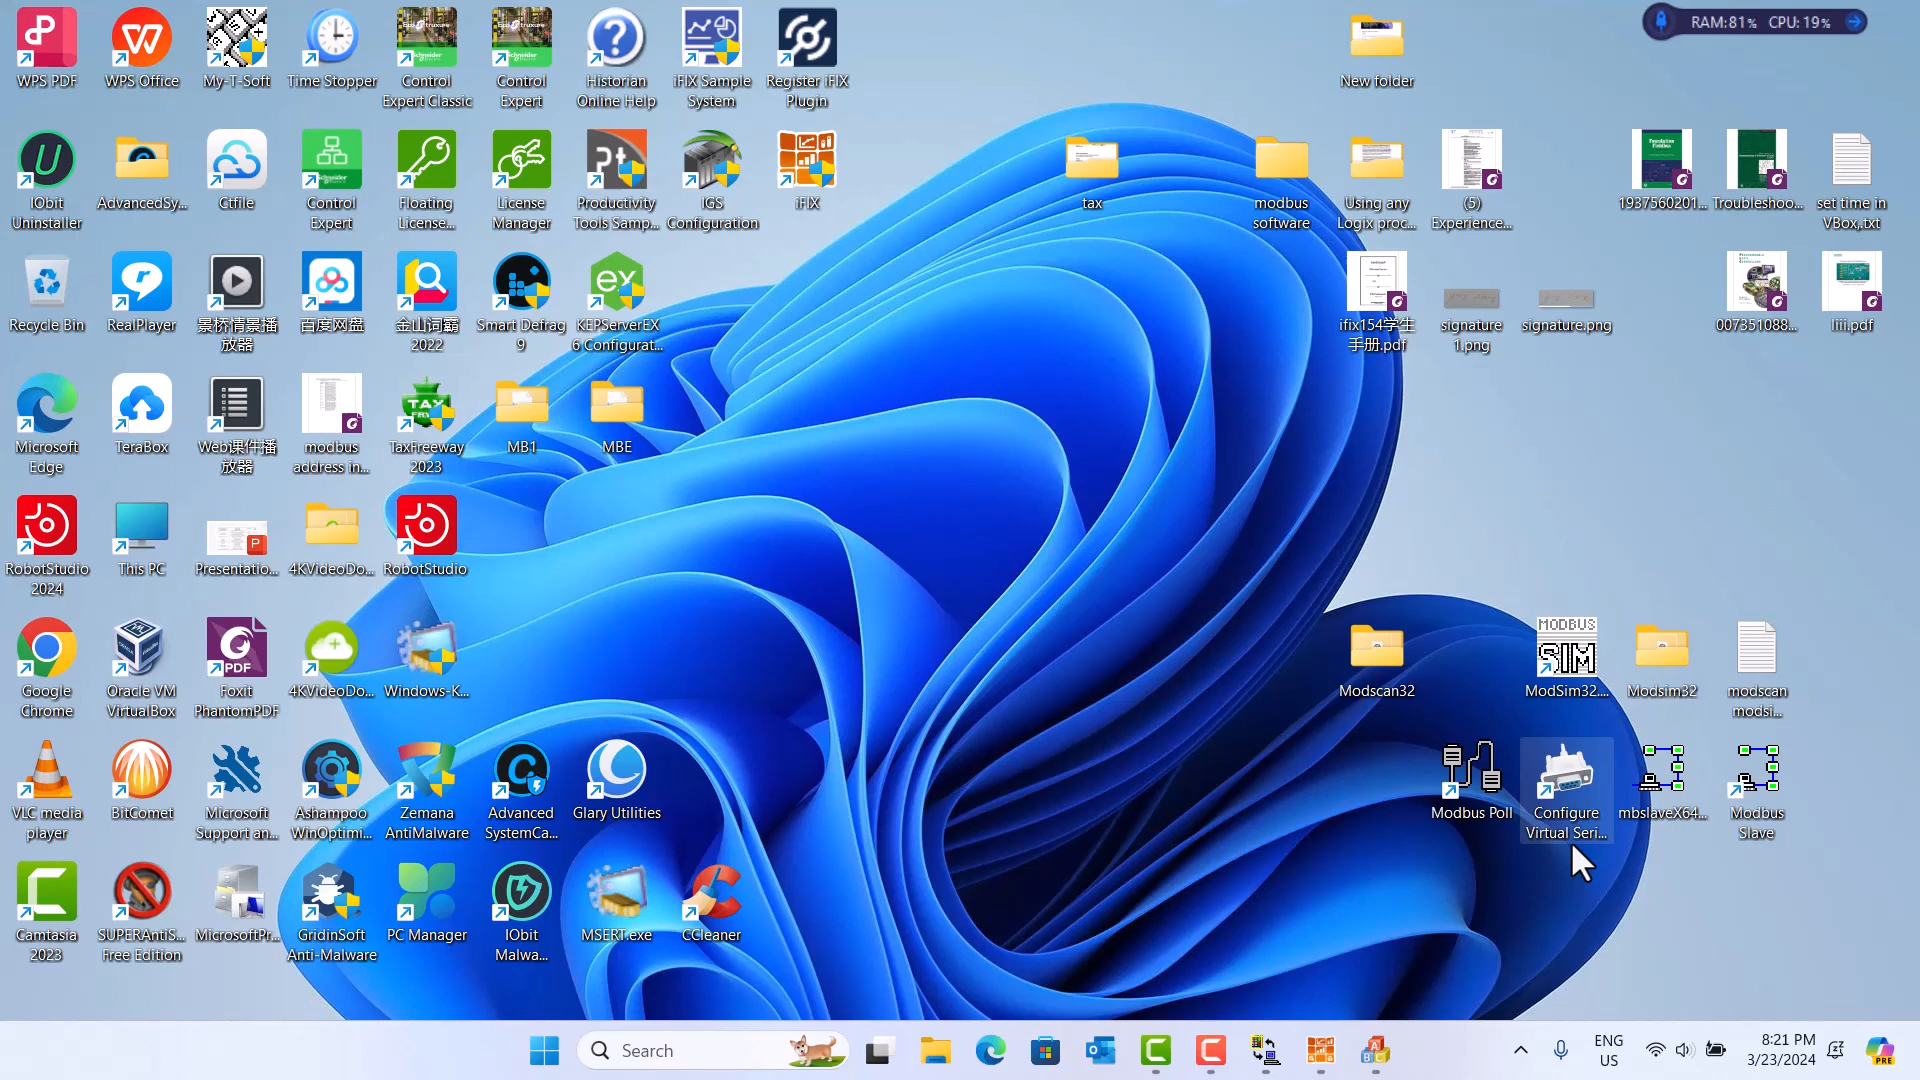 WPS PDF
WPS Office
My-T-Soft
Time Stopper
Control
Expert Classic
Control
Expert
Historian
Online Help
iFIX Sample
System
Register iFIX
Plugin
New folder
RAM:81% CPU:19%
IObit
Uninstaller
AdvancedSy...
Ctfile
Control
Expert
Floating
License...
License
Manager
Productivity
Tools Samp...
IGS
Configuration
iFIX
tax
modbus
software
Using any
Logix proc...
(5)
Experience...
1937560201...
Troubleshoo...
set time in
VBox,.txt
Recycle Bin
RealPlayer
景桥情景播
放器
百度网盘
金山词霸
2022
Smart Defrag
9
KEPServerEX
6 Configurat...
ifix154学生
手册.pdf
signature
1.png
signature.png
007351088...
liii.pdf
Microsoft
Edge
TeraBox
Web课件播
放器
modbus
address in...
TaxFreeway
2023
MB1
MBE
RobotStudio
2024
This PC
Presentatio...
4KVideoDo...
RobotStudio
Google
Chrome
Oracle VM
VirtualBox
PDF
Foxit
PhantomPDF
4KVideoDo...
Windows-K...
Modscan32
MODBUS
SIM
ModSim32....
Modsim32
modscan
modsi...
VLC media
player
BitComet
Microsoft
Support an...
Ashampoo
WinOptimi...
Zemana
AntiMalware
Advanced
SystemCa...
Glary Utilities
Modbus Poll
Configure
Virtual Seri...
mbslaveX64...
Modbus
Slave
Camtasia
2023
SUPERAntiS...
Free Edition
MicrosoftPr...
GridinSoft
Anti-Malware
PC Manager
IObit
Malwa...
MSERT.exe
CCleaner
Search
ENG
US
8:21 PM
3/23/2024
PRE